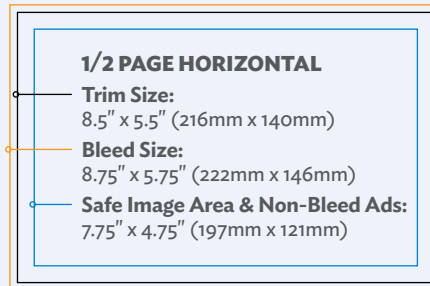 1/2 PAGE HORIZONTAL
Trim Size:
8.5" x 5.5" (216mm x 140mm)
Bleed Size:
8.75" x 5.75" (222mm x 146mm)
Safe Image Area & Non-Bleed Ads:
7.75" x 4.75" (197mm x 121mm)